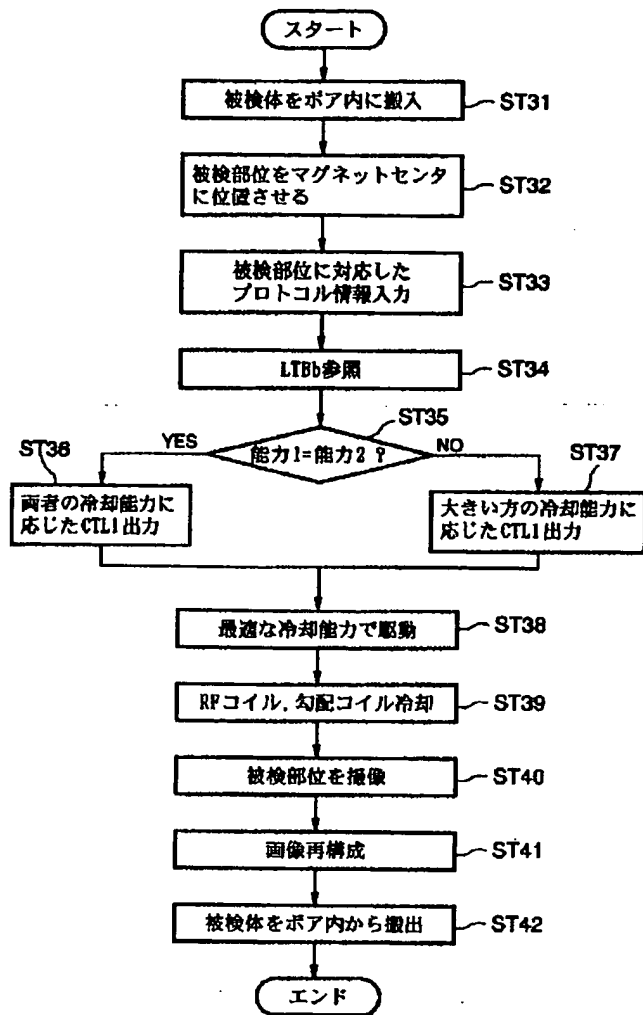 スタート
被検体をボア内に搬入
ST31
被検部位をマグネットセンタ
に位置させる
ST32
被検部位に対応した
プロトコル情報入力
ST33
LTBb参照
ST34
ST35
能力1=能力2 ?
YES
NO
ST36
両者の冷却能力に
応じたCTL1出力
ST37
大きい方の冷却能力に
応じたCTL1出力
最適な冷却能力で駆動
ST38
RFコイル,勾配コイル冷却
ST39
被検部位を撮像
ST40
画像再構成
ST41
被検体をボア内から搬出
ST42
エンド